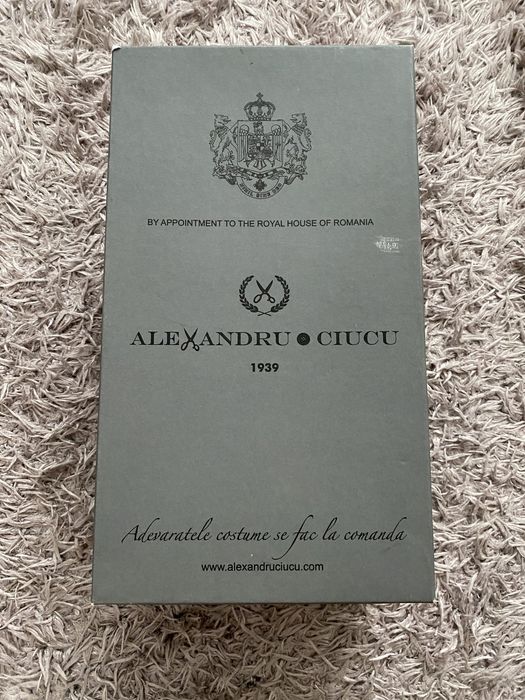 BY APPOINTMENT TO THE ROYAL HOUSE OF ROMANIA
ALEXANDRU CIUCU
1939
Adevaratele costume se fac la comanda
www.alexandruciucu.com